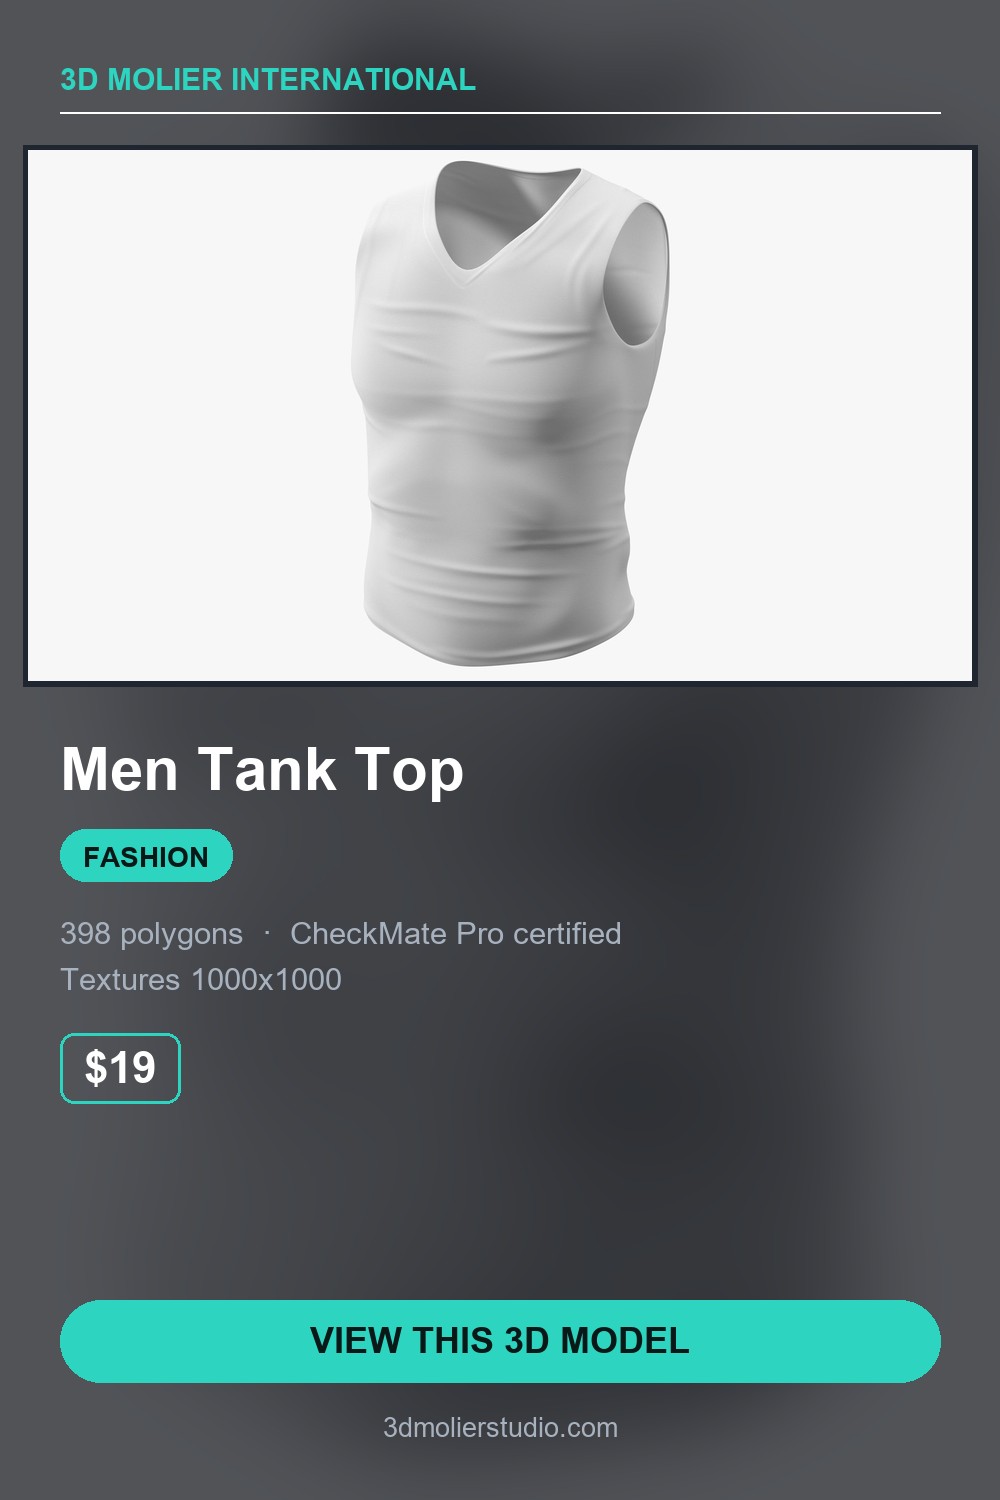 3D MOLIER INTERNATIONAL
Men Tank Top
FASHION
398 polygons · CheckMate Pro certified
Textures 1000x1000
$19
VIEW THIS 3D MODEL
3dmolierstudio.com